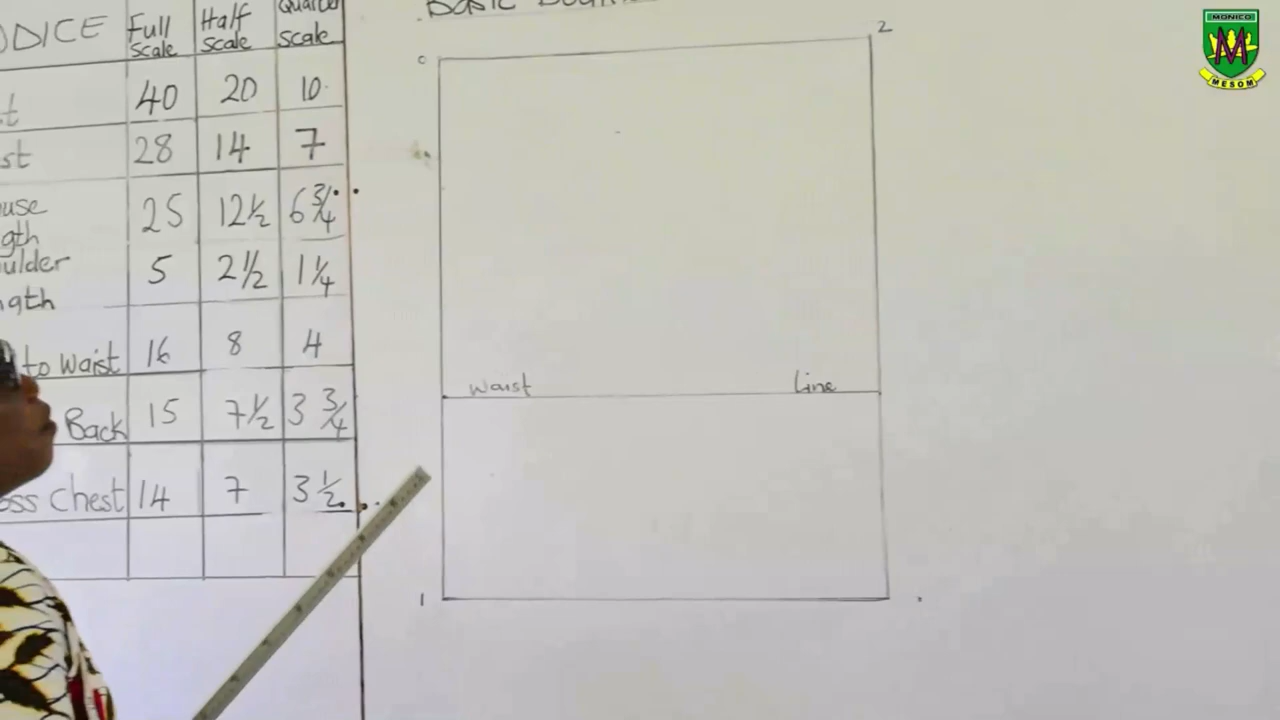 ODICE Full scale Half scale Quarter scale
t 40 20 10
st 28 14 7
use gth 25 12½ 6¾
ulder ngth 5 2½ 1¼
to Waist 16 8 4
Back 15 7½ 3¾
oss Chest 14 7 3½
Basic
0
2
Waist Line
1
MONICO
M
MESOM